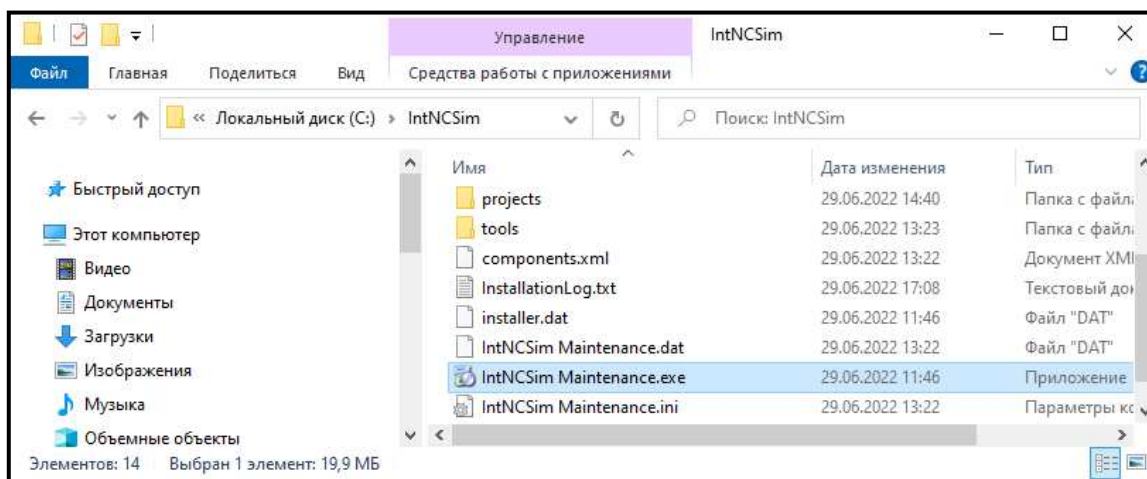 Управление IntNCSim
Файл Главная Поделиться Вид Средства работы с приложениями
« Локальный диск (C:) › IntNCSim Поиск: IntNCSim
Имя Дата изменения Тип
Быстрый доступ
Этот компьютер
Видео
Документы
Загрузки
Изображения
Музыка
Объемные объекты
projects 29.06.2022 14:40 Папка с файл
tools 29.06.2022 13:23 Папка с файл
components.xml 29.06.2022 13:22 Документ XM
InstallationLog.txt 29.06.2022 17:08 Текстовый до
installer.dat 29.06.2022 11:46 Файл "DAT"
IntNCSim Maintenance.dat 29.06.2022 13:22 Файл "DAT"
IntNCSim Maintenance.exe 29.06.2022 11:46 Приложение
IntNCSim Maintenance.ini 29.06.2022 13:22 Параметры ко
Элементов: 14 Выбран 1 элемент: 19,9 МБ